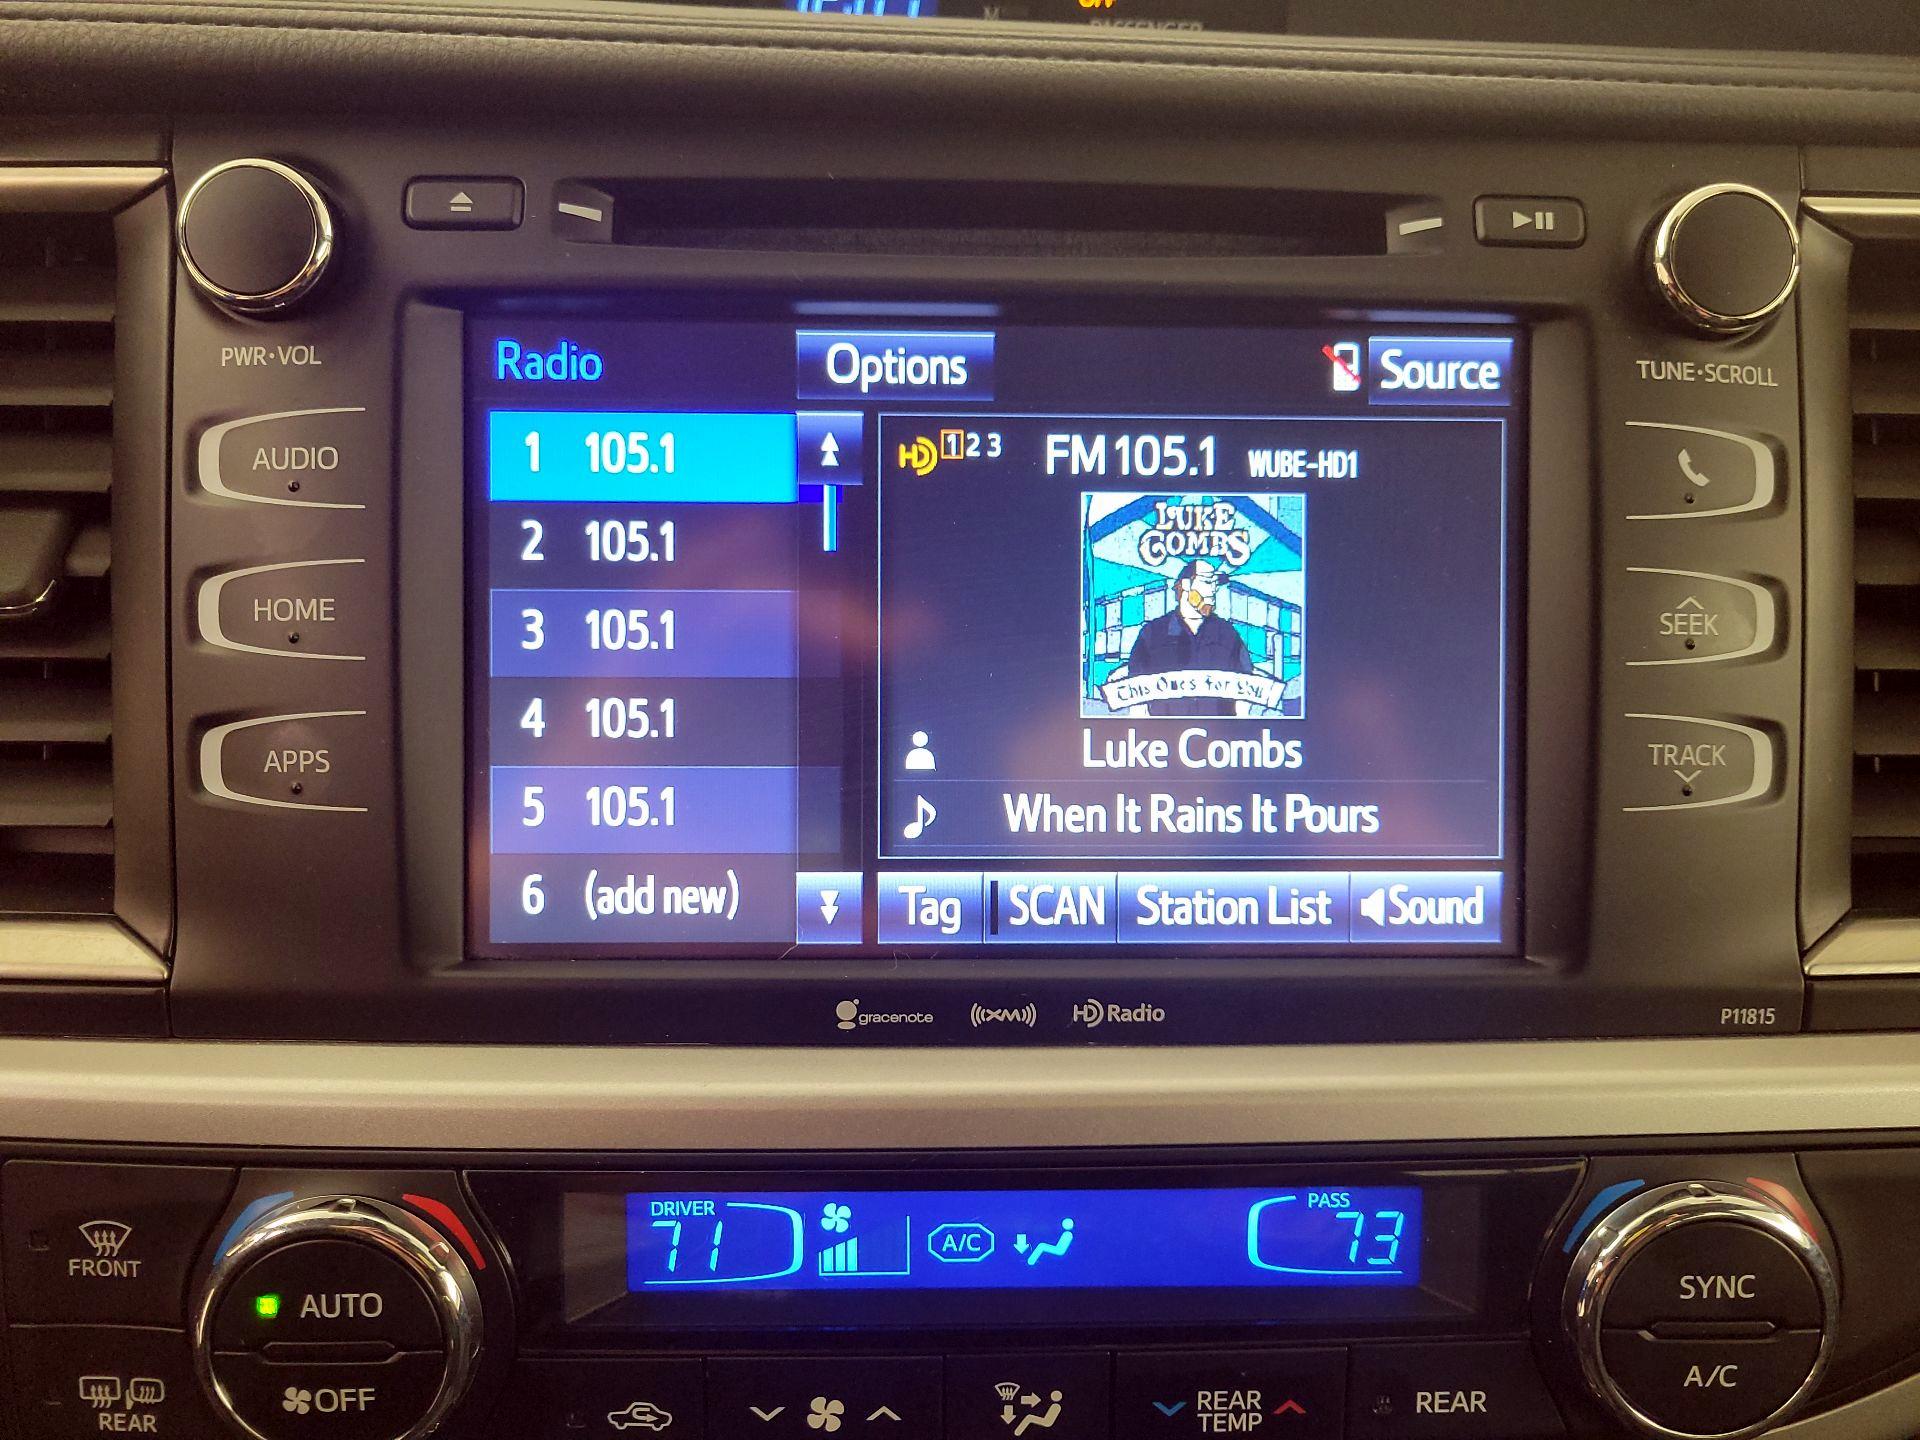 PASSENGER
PWR•VOL
TUNE•SCROLL
AUDIO
HOME
APPS
Radio
Options
Source
1 105.1
2 105.1
3 105.1
4 105.1
5 105.1
6 (add new)
HD 1 2 3 FM 105.1 WUBE-HD1
LUKE
COMBS
This One's for You
Luke Combs
When It Rains It Pours
Tag
SCAN
Station List
Sound
SEEK
TRACK
gracenote
((XM))
HD Radio
P11815
DRIVER
71
A/C
PASS
73
FRONT
AUTO
OFF
REAR
REAR
TEMP
REAR
SYNC
A/C